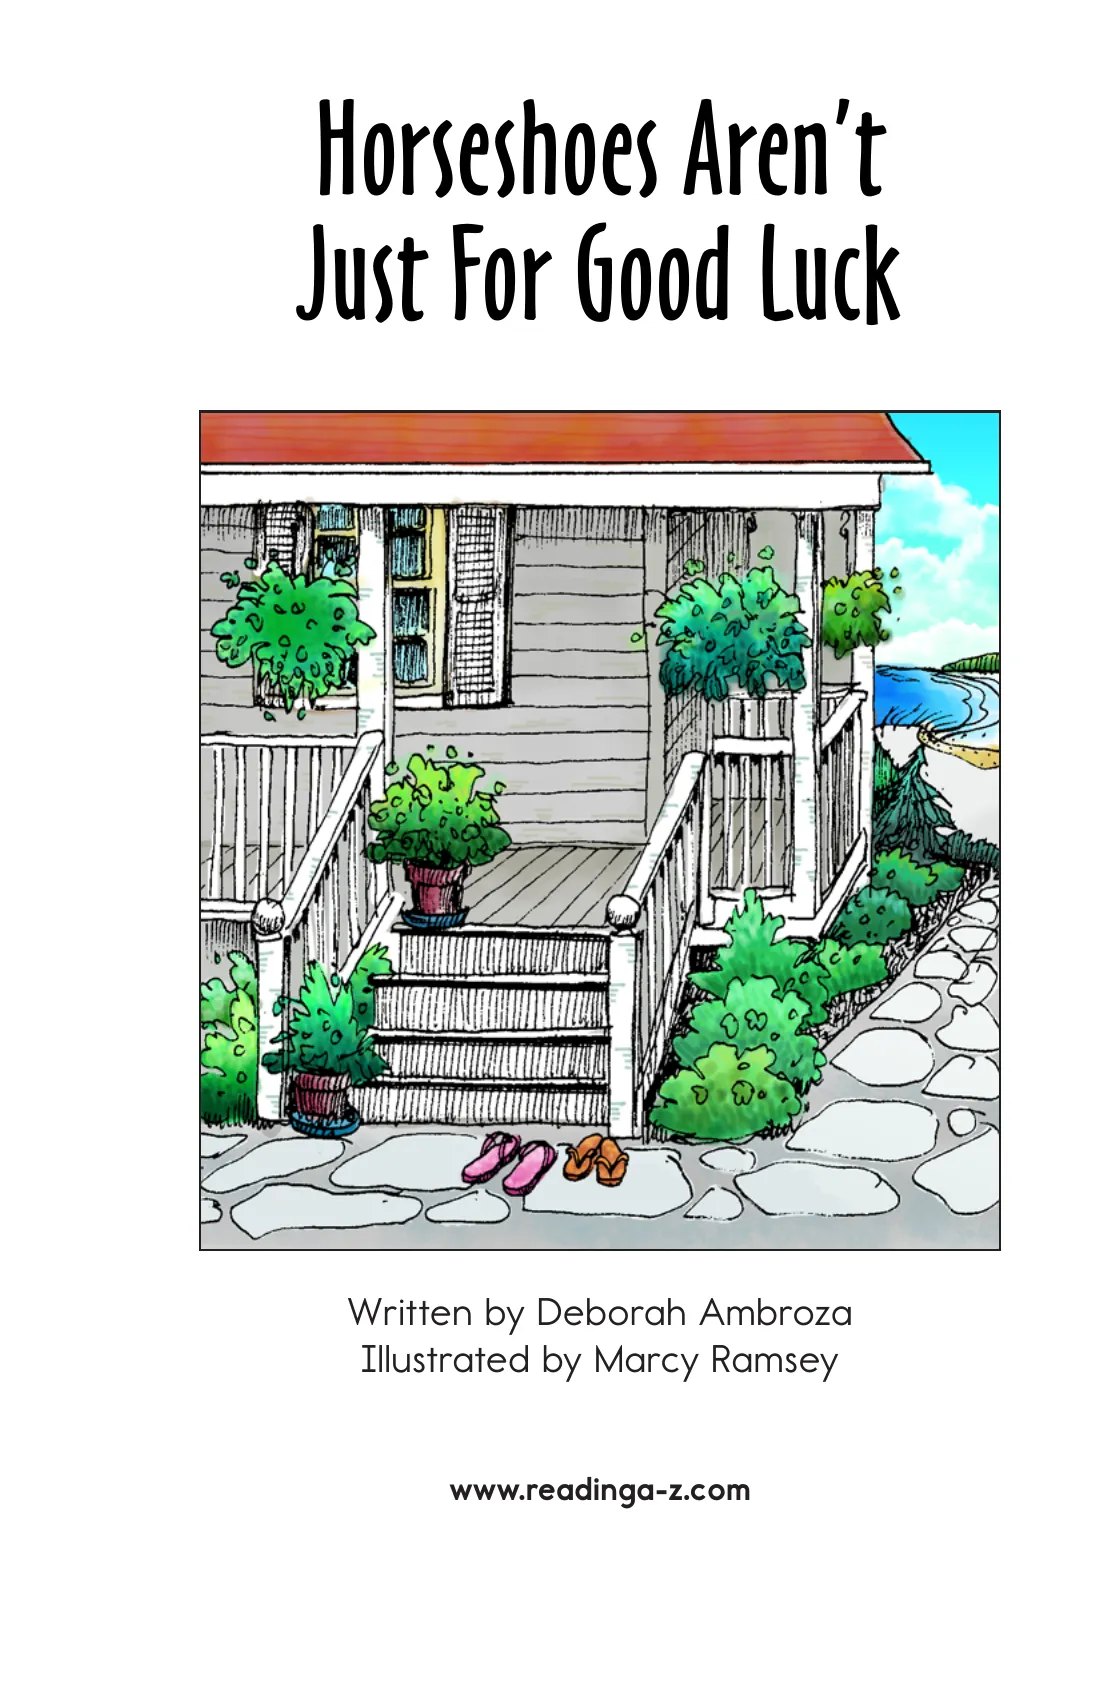 Horseshoes Aren’t
Just For Good Luck
Written by Deborah Ambroza
Illustrated by Marcy Ramsey
www.readinga-z.com